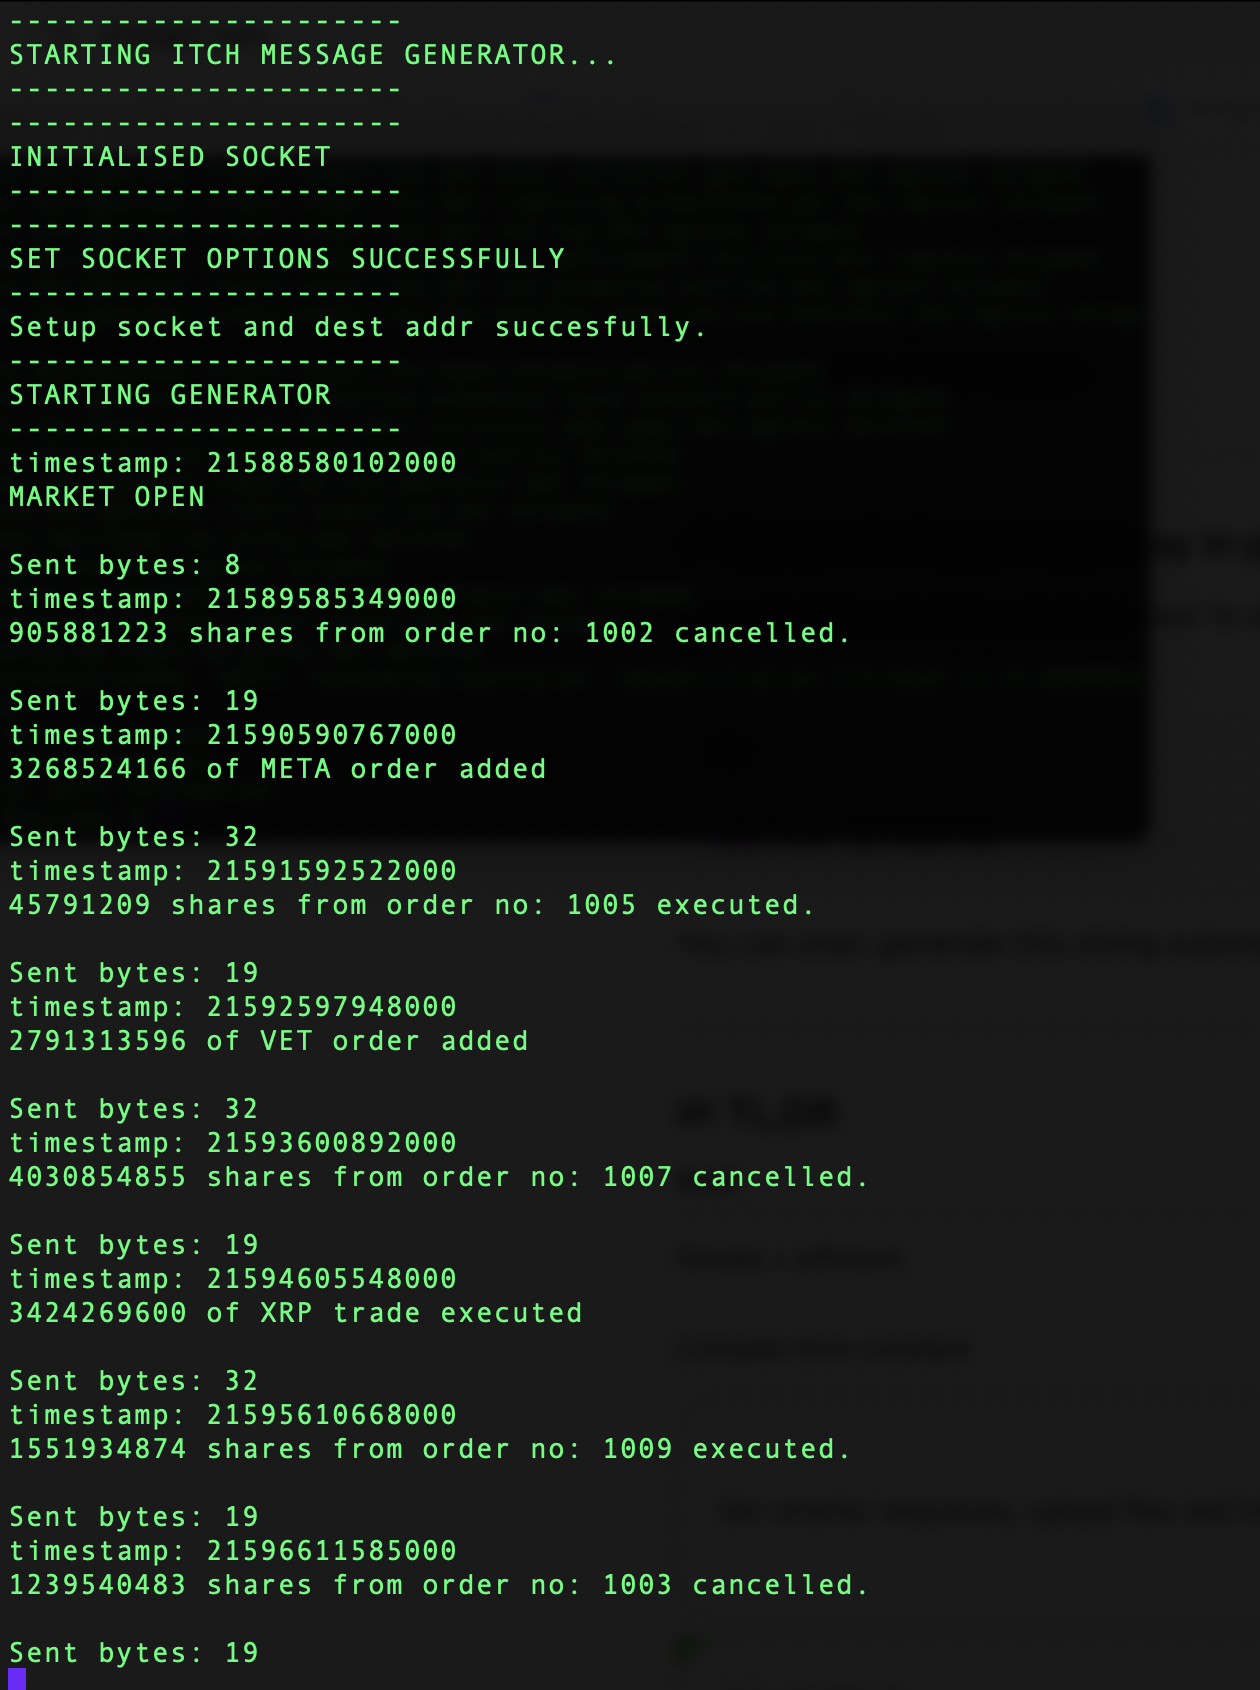 ----------------------
STARTING ITCH MESSAGE GENERATOR...
----------------------
----------------------
INITIALISED SOCKET
----------------------
----------------------
SET SOCKET OPTIONS SUCCESSFULLY
----------------------
Setup socket and dest addr succesfully.
----------------------
STARTING GENERATOR
----------------------
timestamp: 21588580102000
MARKET OPEN

Sent bytes: 8
timestamp: 21589585349000
905881223 shares from order no: 1002 cancelled.

Sent bytes: 19
timestamp: 21590590767000
3268524166 of META order added

Sent bytes: 32
timestamp: 21591592522000
45791209 shares from order no: 1005 executed.

Sent bytes: 19
timestamp: 21592597948000
2791313596 of VET order added

Sent bytes: 32
timestamp: 21593600892000
4030854855 shares from order no: 1007 cancelled.

Sent bytes: 19
timestamp: 21594605548000
3424269600 of XRP trade executed

Sent bytes: 32
timestamp: 21595610668000
1551934874 shares from order no: 1009 executed.

Sent bytes: 19
timestamp: 21596611585000
1239540483 shares from order no: 1003 cancelled.

Sent bytes: 19